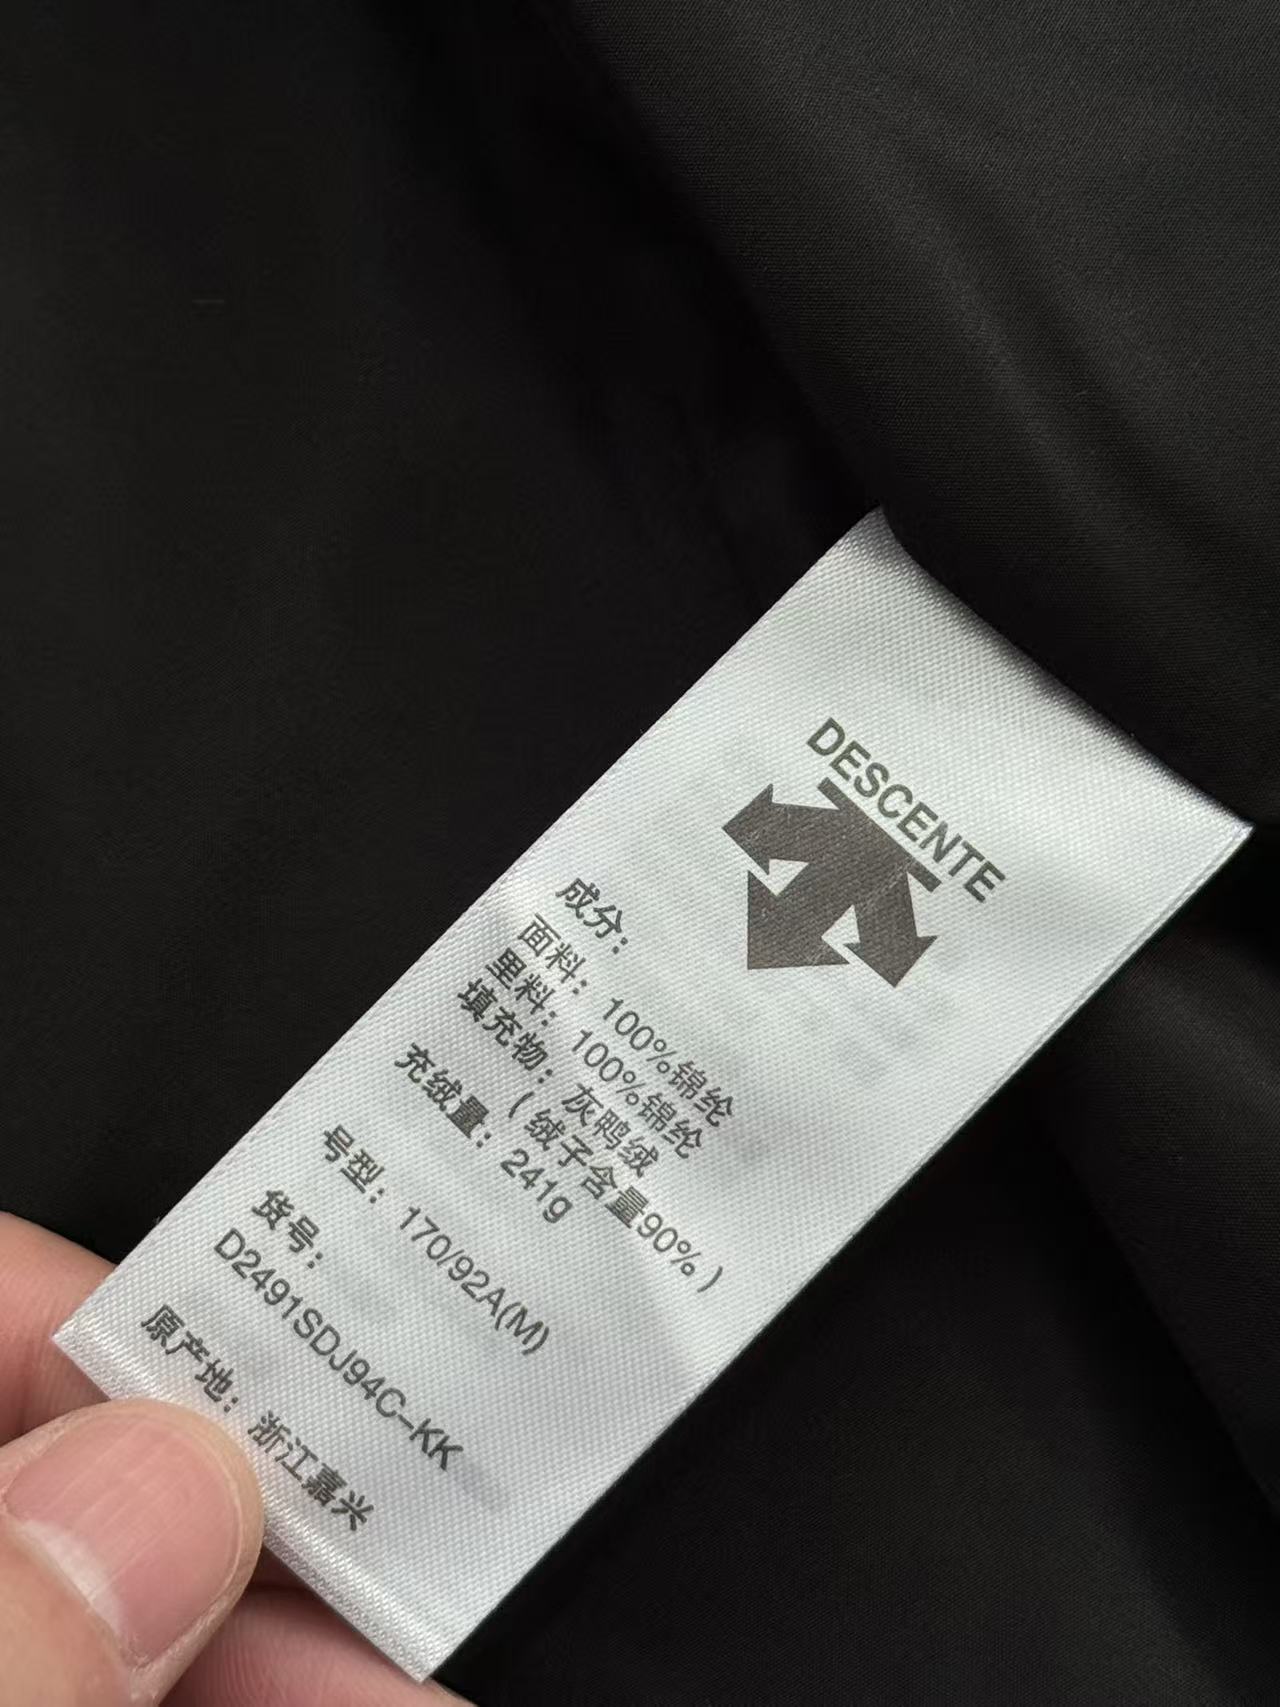 DESCENTE
成分：
面料：100%锦纶
里料：100%锦纶
填充物：灰鸭绒
（绒子含量90%）
充绒量：241g
号型：170/92A(M)
货号：
D2491SDJ94C-KK
原产地：浙江嘉兴